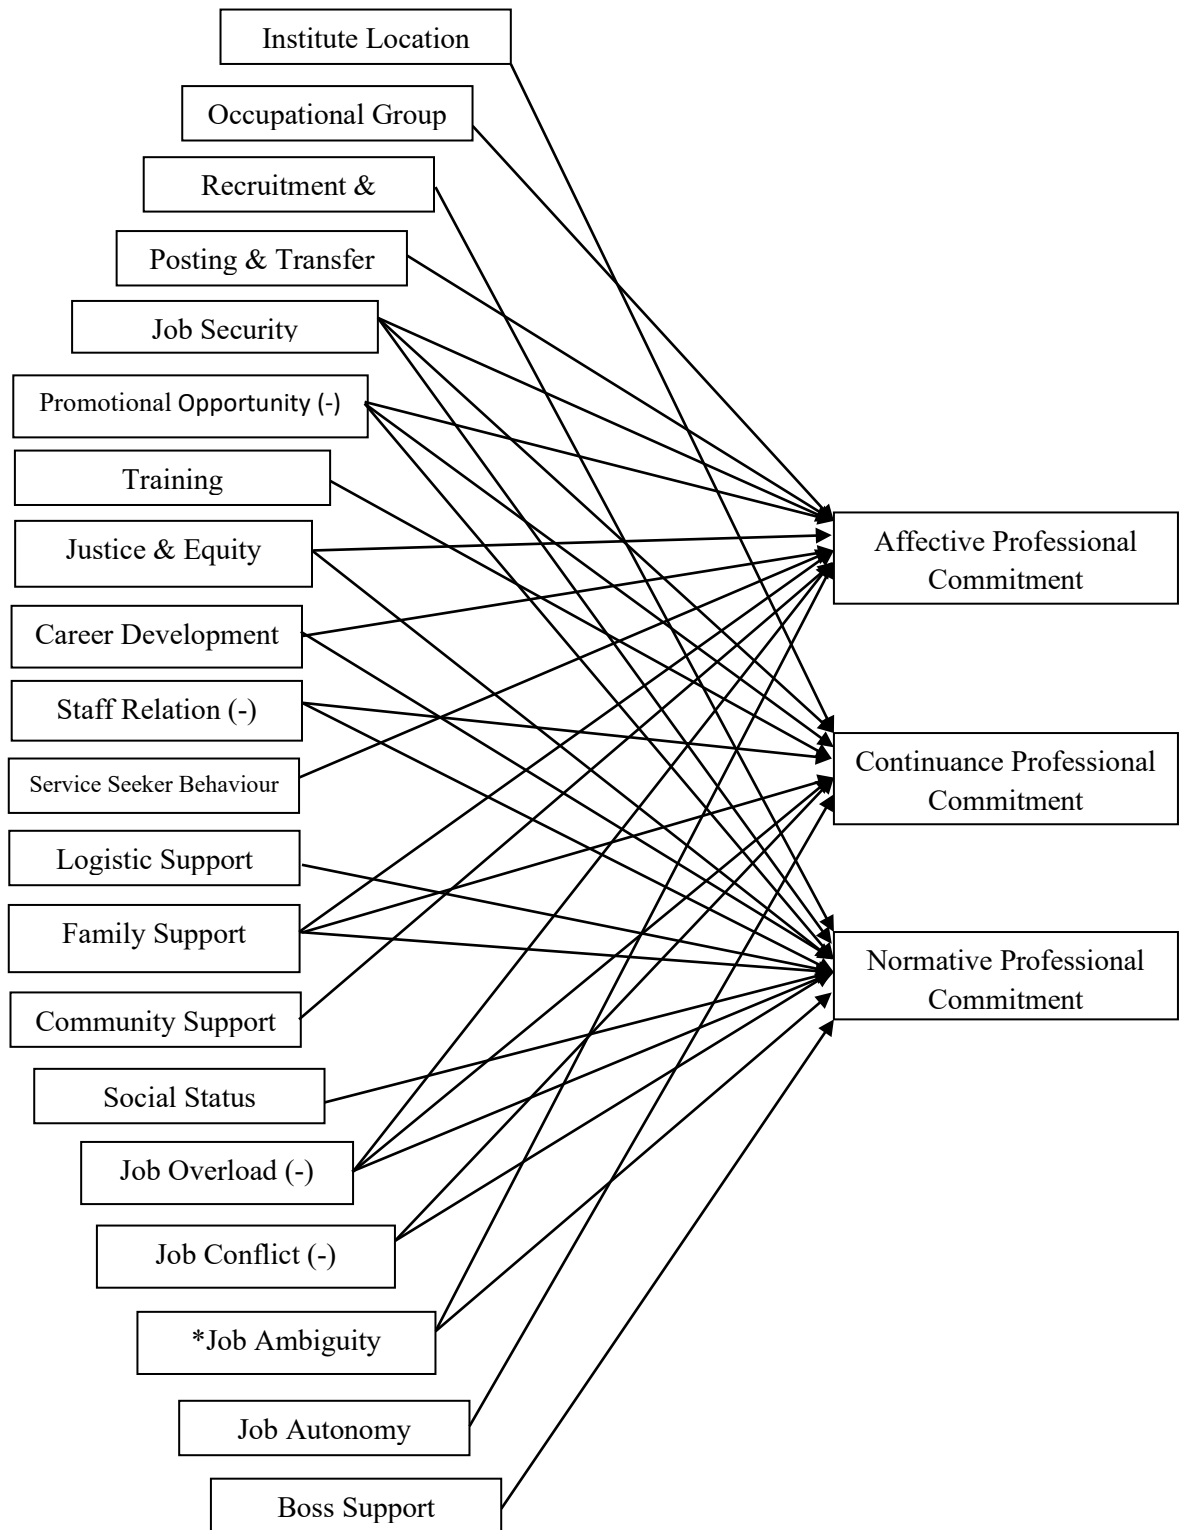 Institute Location
Occupational Group
Recruitment &
Posting & Transfer
Job Security
Promotional Opportunity (-)
Training
Justice & Equity
Career Development
Staff Relation (-)
Service Seeker Behaviour
Logistic Support
Family Support
Community Support
Social Status
Job Overload (-)
Job Conflict (-)
*Job Ambiguity
Job Autonomy
Boss Support
Affective Professional
Commitment
Continuance Professional
Commitment
Normative Professional
Commitment